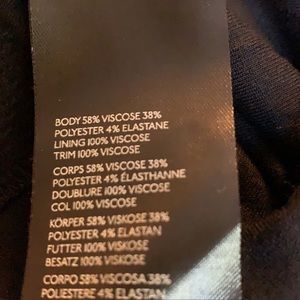 BODY 58% VISCOSE 38%
POLYESTER 4% ELASTANE
LINING 100% VISCOSE
TRIM 100% VISCOSE
CORPS 58% VISCOSE 38%
POLYESTER 4% ÉLASTHANNE
DOUBLURE 100% VISCOSE
COL 100% VISCOSE
KÖRPER 58% VISKOSE 38%
POLYESTER 4% ELASTAN
FUTTER 100% VISKOSE
BESATZ 100% VISKOSE
CORPO 58% VISCOSA 38%
POLIESTERE 4% ELASTAN